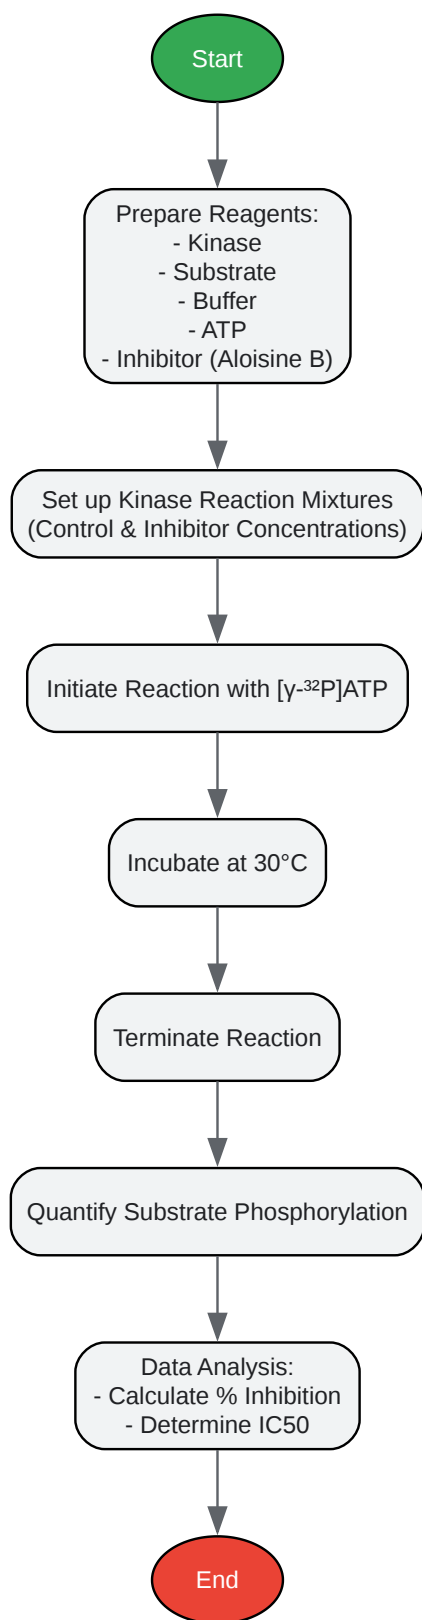 Start
Prepare Reagents:
- Kinase
- Substrate
- Buffer
- ATP
- Inhibitor (Aloisine B)
Set up Kinase Reaction Mixtures
(Control & Inhibitor Concentrations)
Initiate Reaction with [γ-³²P]ATP
Incubate at 30°C
Terminate Reaction
Quantify Substrate Phosphorylation
Data Analysis:
- Calculate % Inhibition
- Determine IC50
End